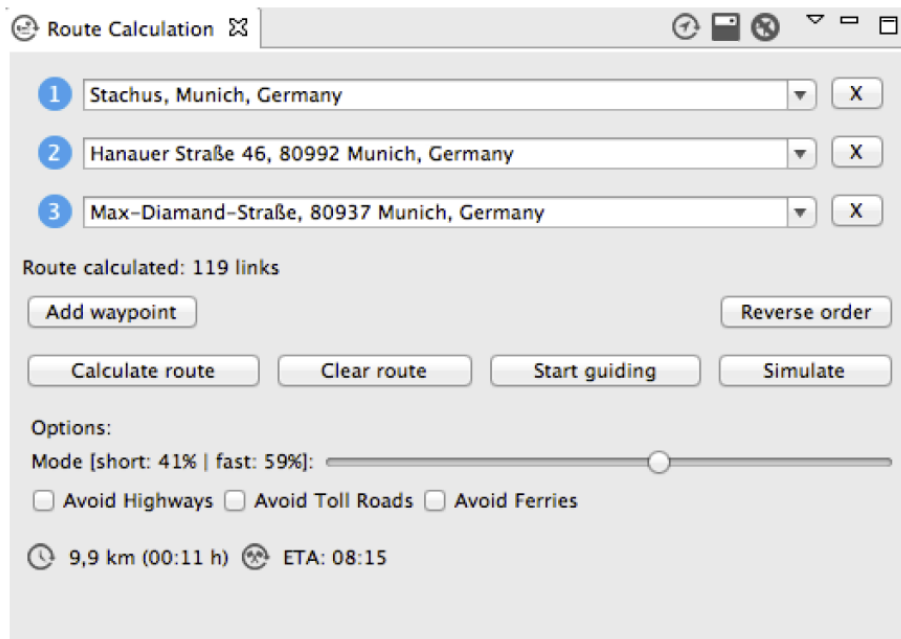 Route Calculation
1 Stachus, Munich, Germany X
2 Hanauer Straße 46, 80992 Munich, Germany X
3 Max-Diamand-Straße, 80937 Munich, Germany X
Route calculated: 119 links
Add waypoint Reverse order
Calculate route Clear route Start guiding Simulate
Options:
Mode [short: 41% | fast: 59%]:
Avoid Highways Avoid Toll Roads Avoid Ferries
9,9 km (00:11 h) ETA: 08:15